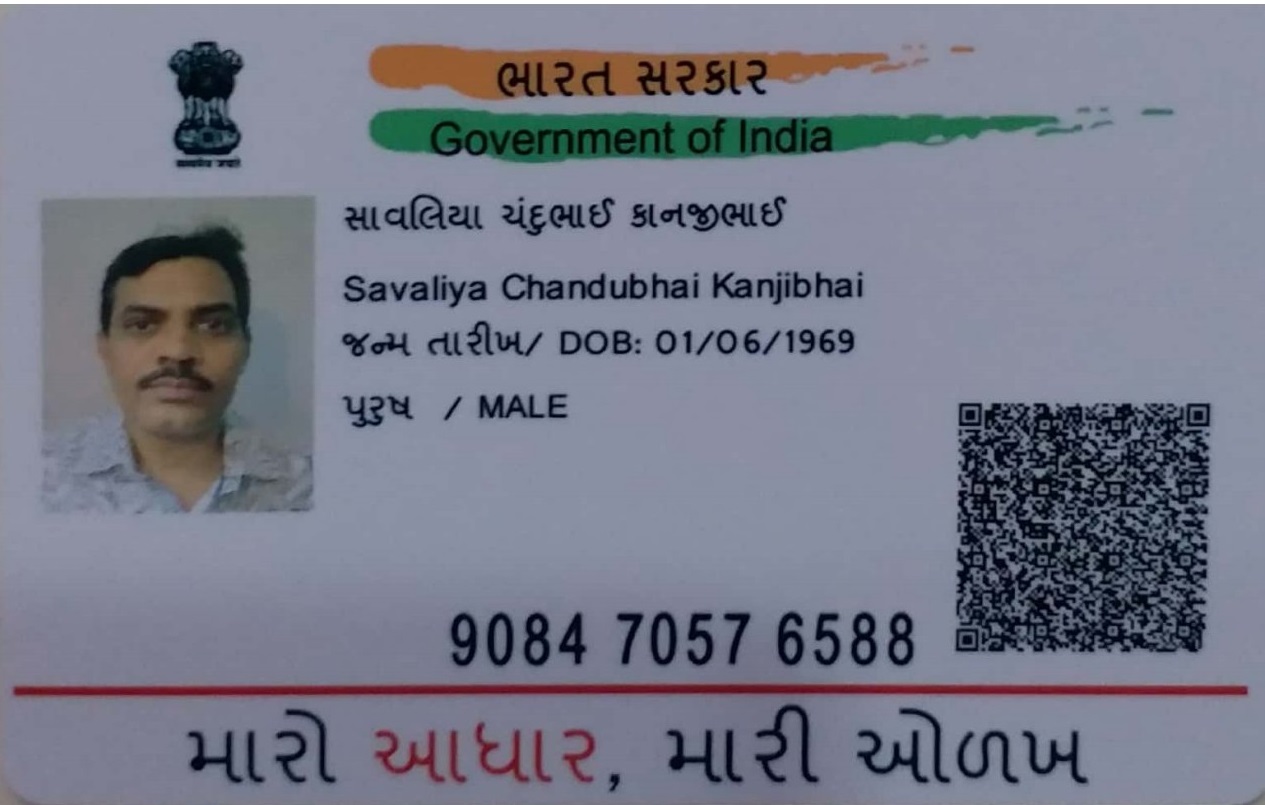 ભારત સરકાર
Government of India
સાવલિયા ચંદુભાઈ કાનજીભાઈ
Savaliya Chandubhai Kanjibhai
જન્મ તારીખ/ DOB: 01/06/1969
પુરુષ / MALE
9084 7057 6588
મારો આધાર, મારી ઓળખ